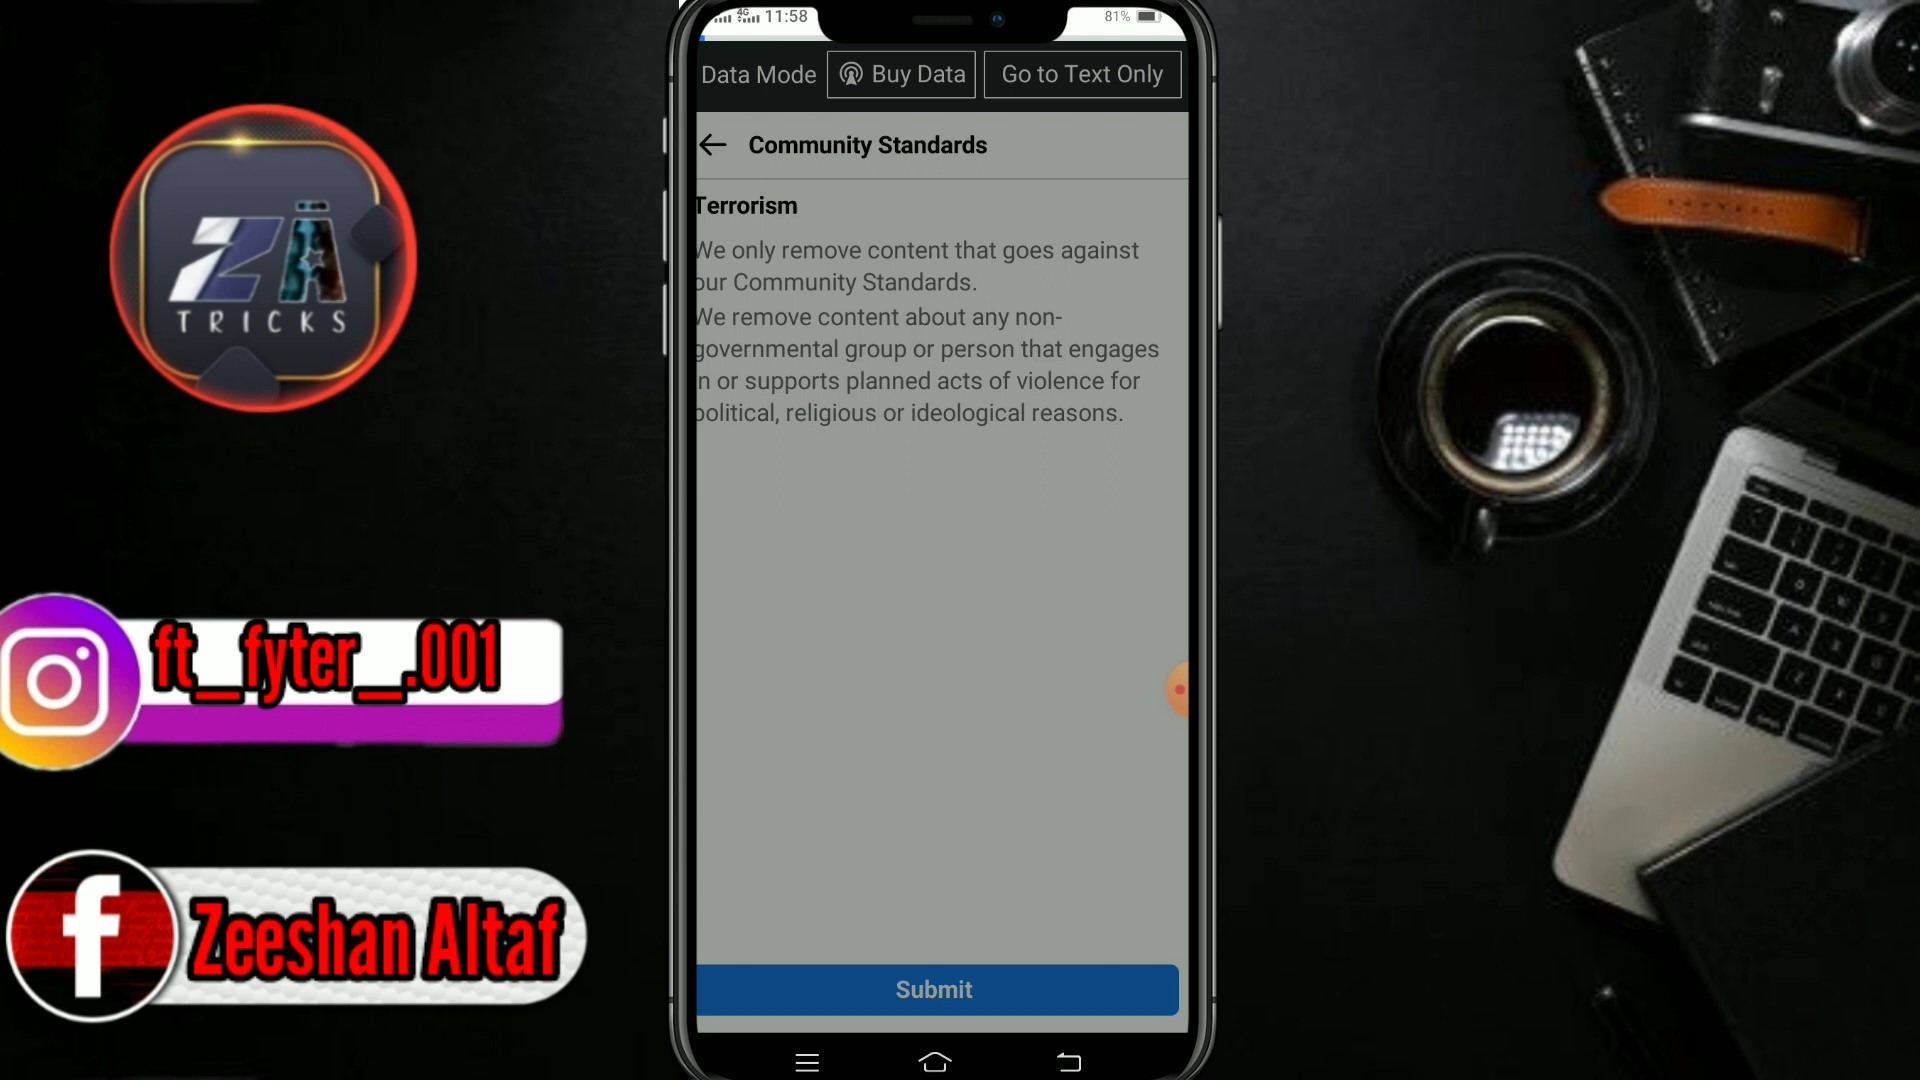 4G 11:58
81%
Data Mode
Buy Data
Go to Text Only
Community Standards
Terrorism
We only remove content that goes against
our Community Standards.
We remove content about any non-
governmental group or person that engages
in or supports planned acts of violence for
political, religious or ideological reasons.
Submit
ZĀ
TRICKS
ft_fyter_.001
f
Zeeshan Altaf